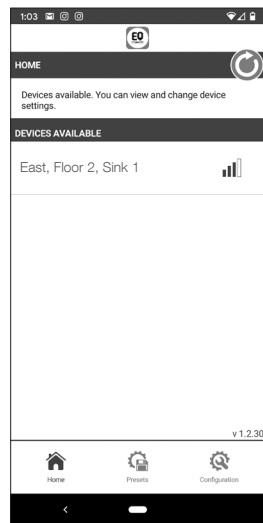 1:03
EQ
HOME
Devices available. You can view and change device
settings.
DEVICES AVAILABLE
East, Floor 2, Sink 1
v 1.2.30
Home Presets Configuration